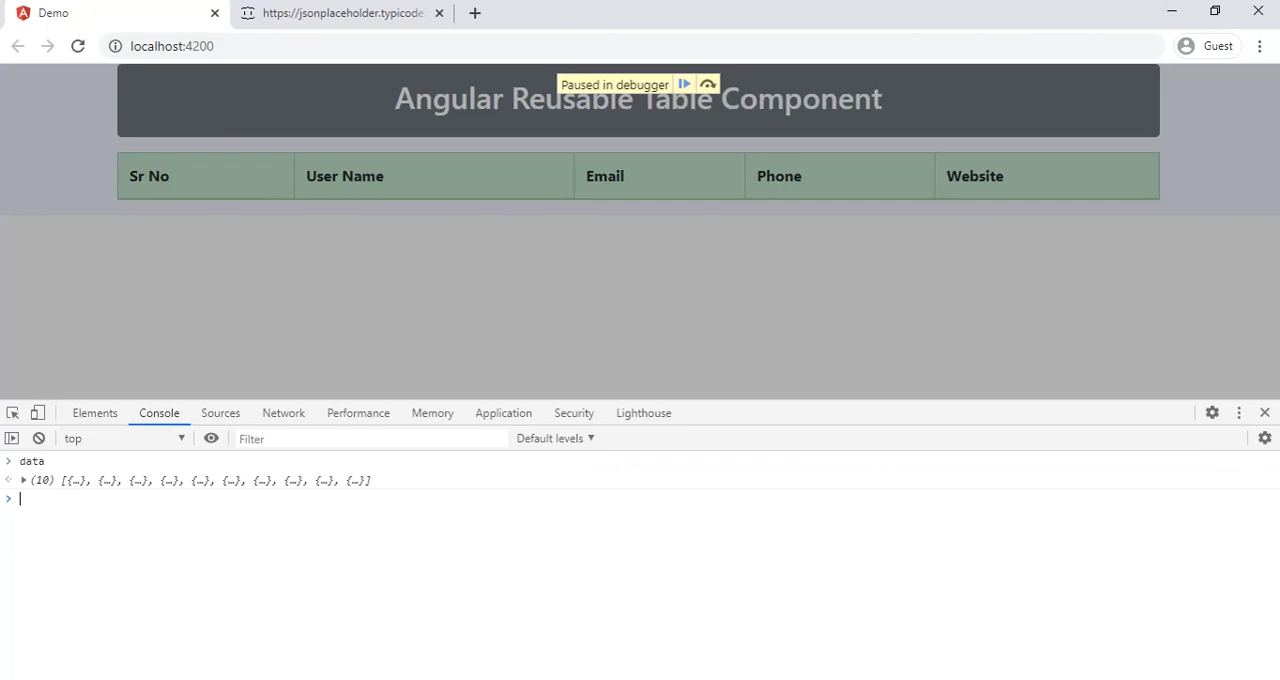 Demo https://jsonplaceholder.typicode.
localhost:4200 Guest
Paused in debugger
Angular Reusable Table Component
Sr No User Name Email Phone Website
Elements Console Sources Network Performance Memory Application Security Lighthouse
top Filter Default levels
data
(10) [{…}, {…}, {…}, {…}, {…}, {…}, {…}, {…}, {…}, {…}]